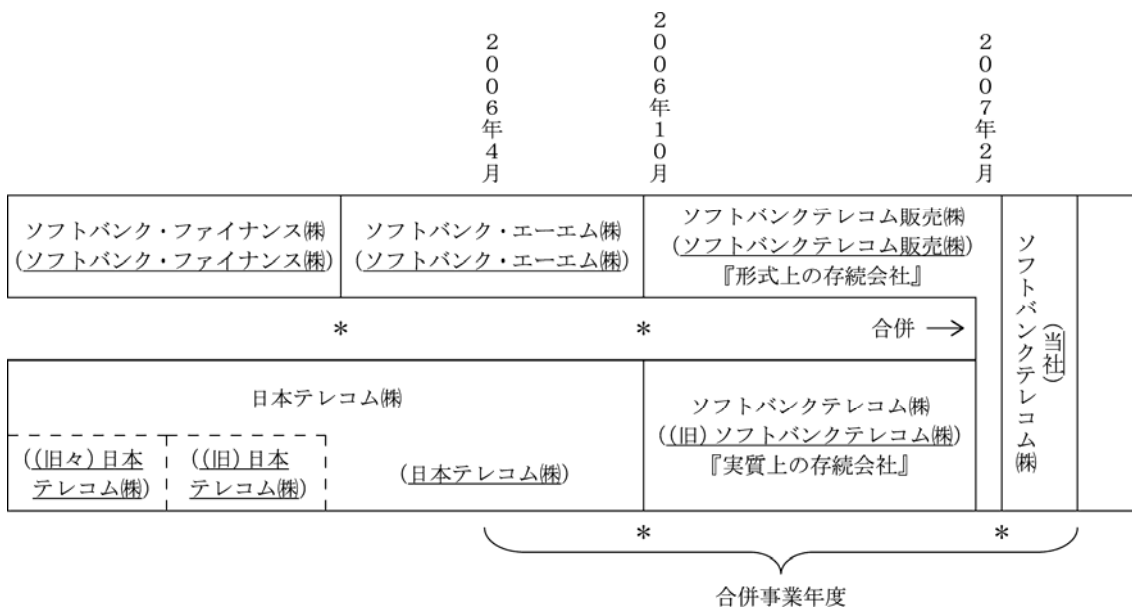 2006年4月
2006年10月
2007年2月
ソフトバンク・ファイナンス㈱
(ソフトバンク・ファイナンス㈱)
ソフトバンク・エーエム㈱
(ソフトバンク・エーエム㈱)
ソフトバンクテレコム販売㈱
(ソフトバンクテレコム販売㈱)
『形式上の存続会社』
ソフトバンクテレコム㈱
(当社)
*
*
合併 →
日本テレコム㈱
((旧々)日本
テレコム㈱)
((旧)日本
テレコム㈱)
(日本テレコム㈱)
ソフトバンクテレコム㈱
((旧)ソフトバンクテレコム㈱)
『実質上の存続会社』
*
*
合併事業年度